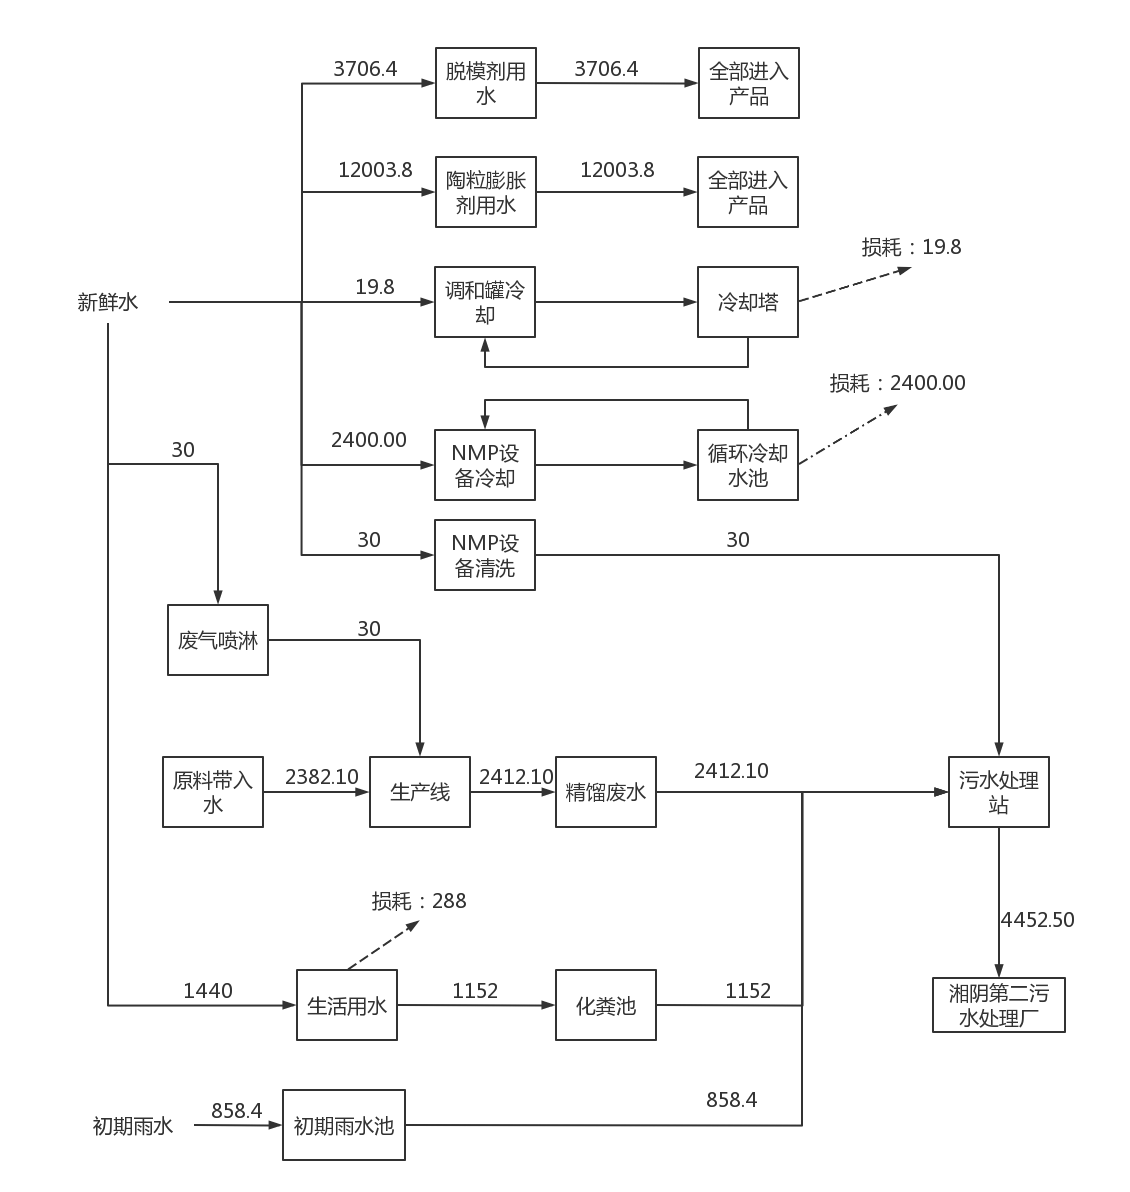 3706.4
脱模剂用
水
3706.4
全部进入
产品
12003.8
陶粒膨胀
剂用水
12003.8
全部进入
产品
新鲜水
19.8
调和罐冷
却
冷却塔
损耗：19.8
2400.00
NMP设
备冷却
循环冷却
水池
损耗：2400.00
30
NMP设
备清洗
30
30
废气喷淋
30
原料带入
水
2382.10
生产线
2412.10
精馏废水
2412.10
污水处理
站
4452.50
湘阴第二污
水处理厂
损耗：288
1440
生活用水
1152
化粪池
1152
初期雨水
858.4
初期雨水池
858.4